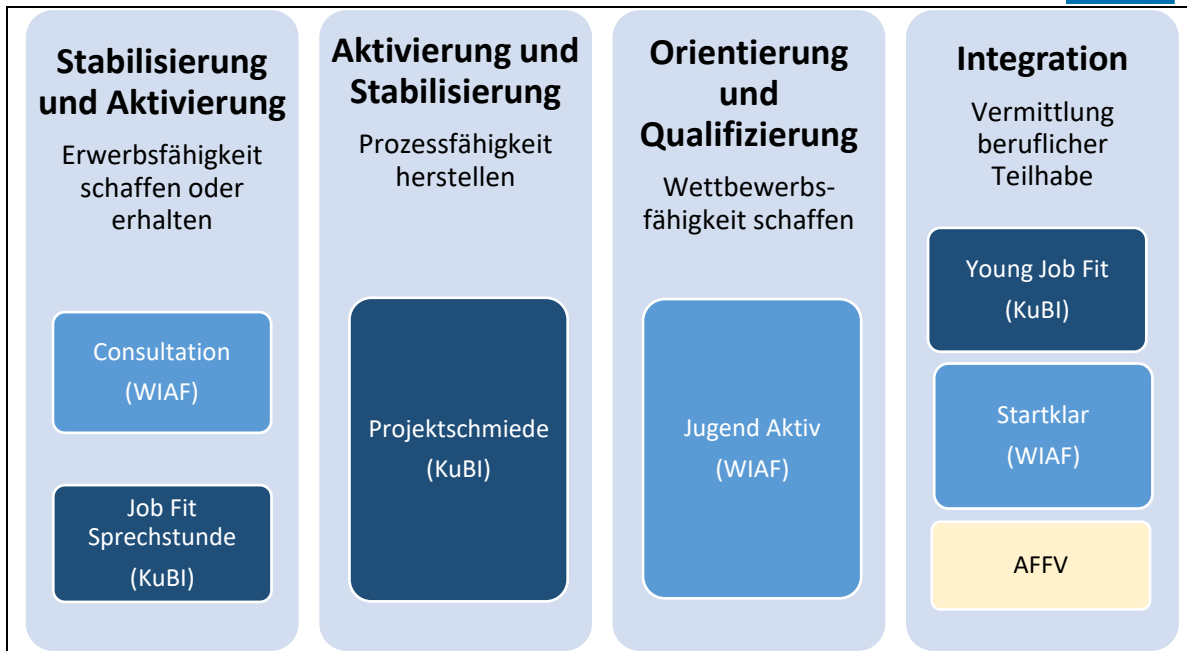 Stabilisierung
und Aktivierung
Erwerbsfähigkeit
schaffen oder
erhalten
Consultation
(WIAF)
Job Fit
Sprechstunde
(KuBI)
Aktivierung und
Stabilisierung
Prozessfähigkeit
herstellen
Projektschmiede
(KuBI)
Orientierung
und
Qualifizierung
Wettbewerbs-
fähigkeit schaffen
Jugend Aktiv
(WIAF)
Integration
Vermittlung
beruflicher
Teilhabe
Young Job Fit
(KuBI)
Startklar
(WIAF)
AFFV